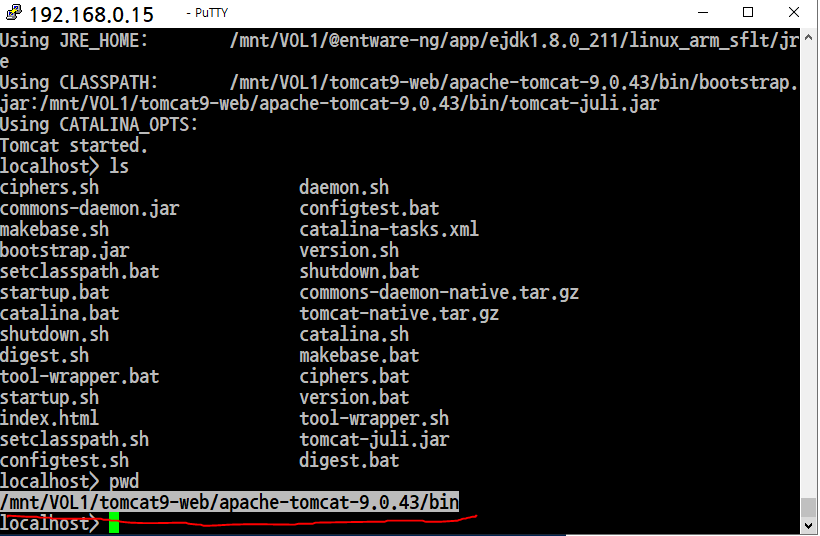 192.168.0.15 - PuTTY
Using JRE_HOME: /mnt/VOL1/@entware-ng/app/ejdk1.8.0_211/linux_arm_sflt/jr
e
Using CLASSPATH: /mnt/VOL1/tomcat9-web/apache-tomcat-9.0.43/bin/bootstrap.
jar:/mnt/VOL1/tomcat9-web/apache-tomcat-9.0.43/bin/tomcat-juli.jar
Using CATALINA_OPTS:
Tomcat started.
localhost> ls
ciphers.sh daemon.sh
commons-daemon.jar configtest.bat
makebase.sh catalina-tasks.xml
bootstrap.jar version.sh
setclasspath.bat shutdown.bat
startup.bat commons-daemon-native.tar.gz
catalina.bat tomcat-native.tar.gz
shutdown.sh catalina.sh
digest.sh makebase.bat
tool-wrapper.bat ciphers.bat
startup.sh version.bat
index.html tool-wrapper.sh
setclasspath.sh tomcat-juli.jar
configtest.sh digest.bat
localhost> pwd
/mnt/VOL1/tomcat9-web/apache-tomcat-9.0.43/bin
localhost>